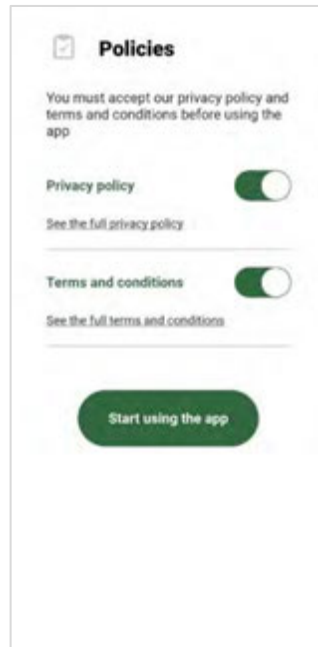 Policies
You must accept our privacy policy and
terms and conditions before using the
app
Privacy policy
See the full privacy policy
Terms and conditions
See the full terms and conditions
Start using the app